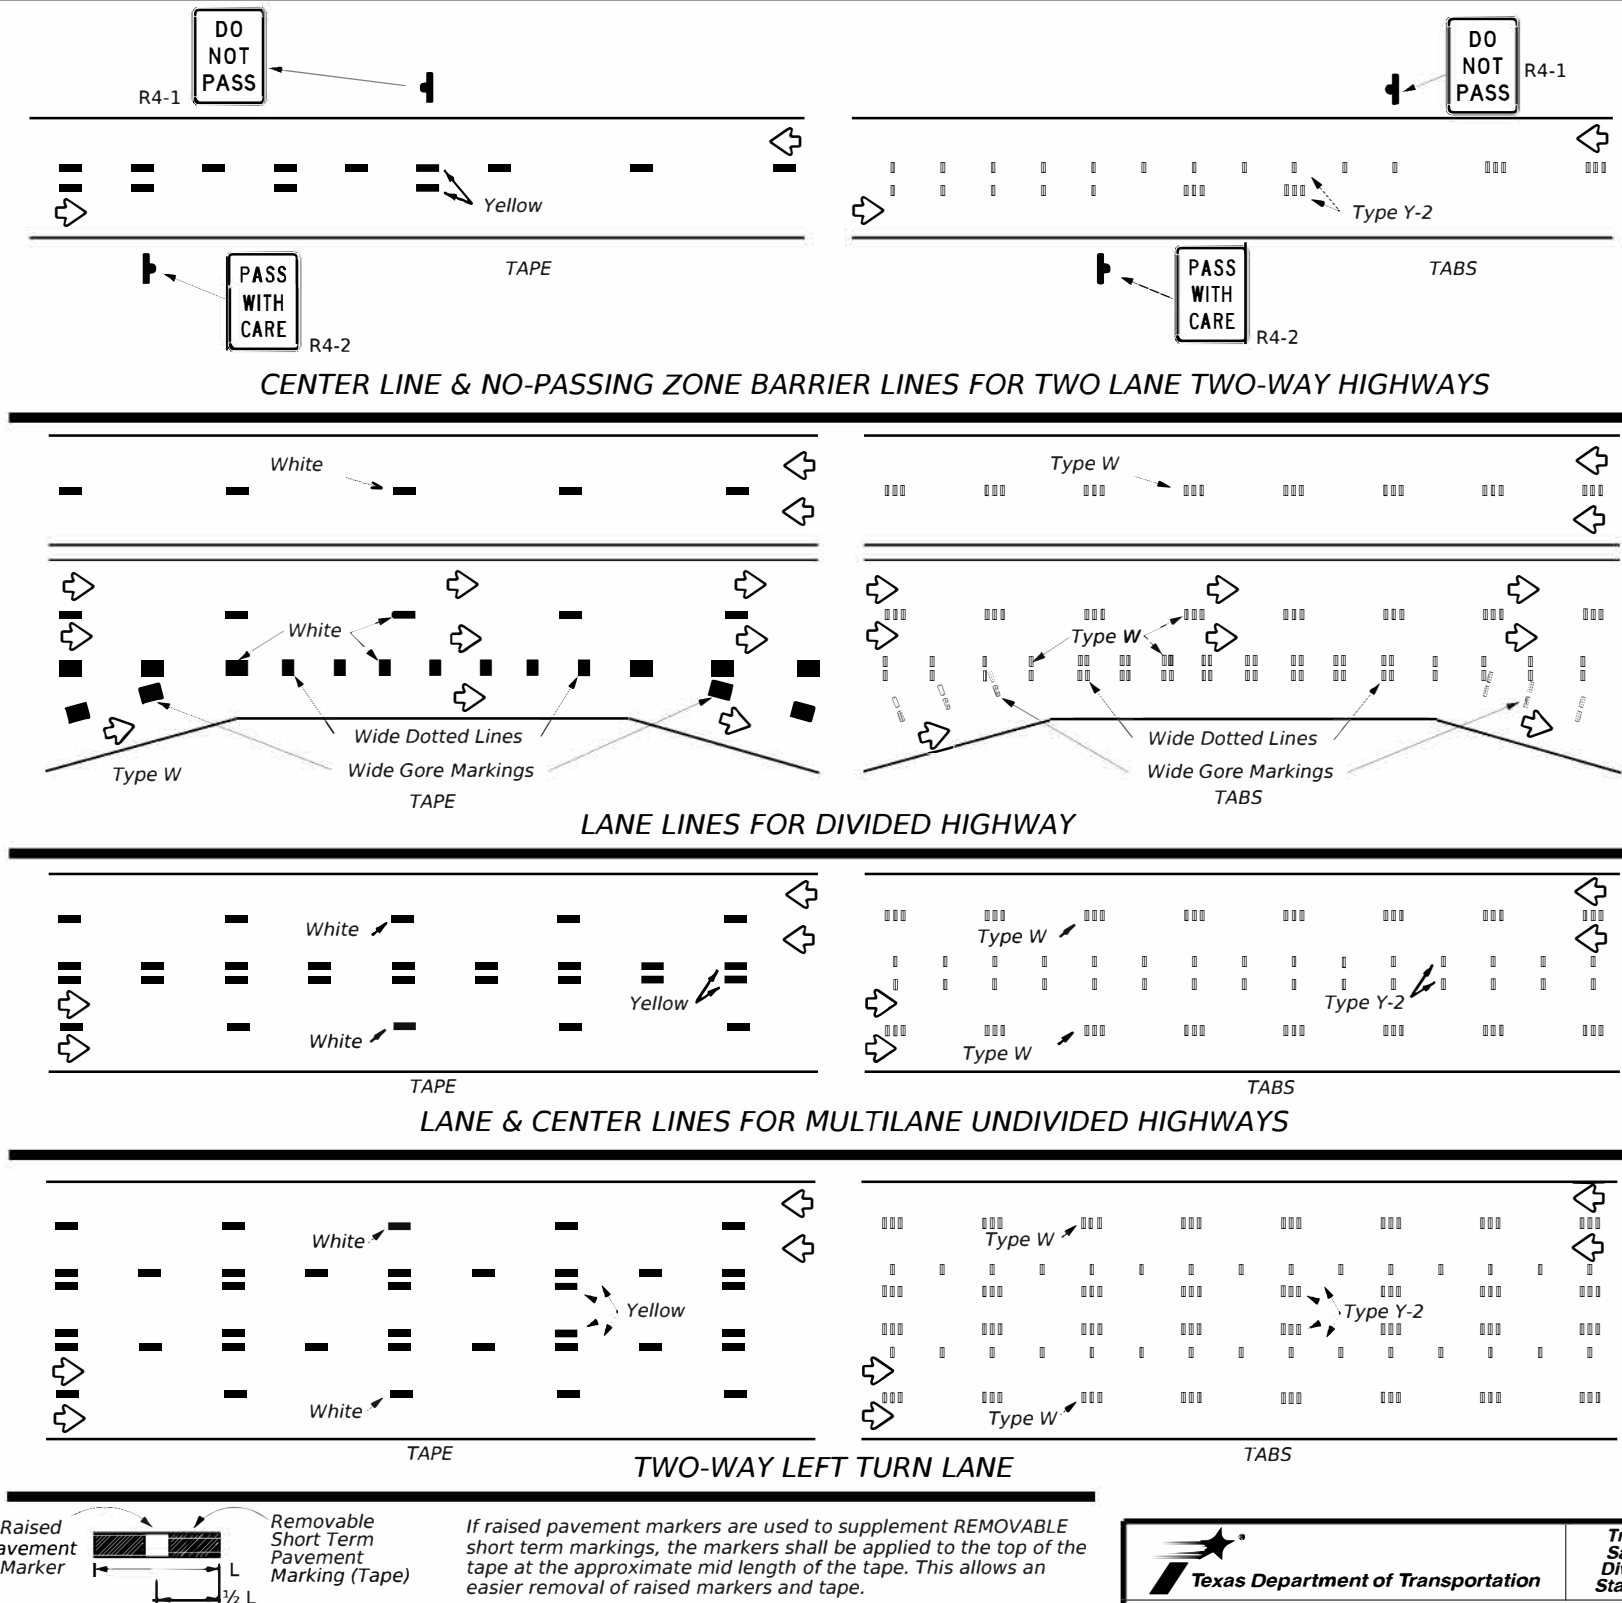 DO
NOT
PASS
R4-1
DO
NOT
PASS
R4-1
Yellow
Type Y-2
PASS
WITH
CARE
R4-2
TAPE
PASS
WITH
CARE
R4-2
TABS
CENTER LINE & NO-PASSING ZONE BARRIER LINES FOR TWO LANE TWO-WAY HIGHWAYS
White
Type W
White
Type W
Wide Dotted Lines
Wide Gore Markings
Type W
TAPE
Wide Dotted Lines
Wide Gore Markings
TABS
LANE LINES FOR DIVIDED HIGHWAY
White
Type W
Yellow
Type Y-2
White
Type W
TAPE
TABS
LANE & CENTER LINES FOR MULTILANE UNDIVIDED HIGHWAYS
White
Type W
Yellow
Type Y-2
White
Type W
TAPE
TABS
TWO-WAY LEFT TURN LANE
Raised
avement
Marker
L
½ L
Removable
Short Term
Pavement
Marking (Tape)
If raised pavement markers are used to supplement REMOVABLE
short term markings, the markers shall be applied to the top of the
tape at the approximate mid length of the tape. This allows an
easier removal of raised markers and tape.
®
Texas Department of Transportation